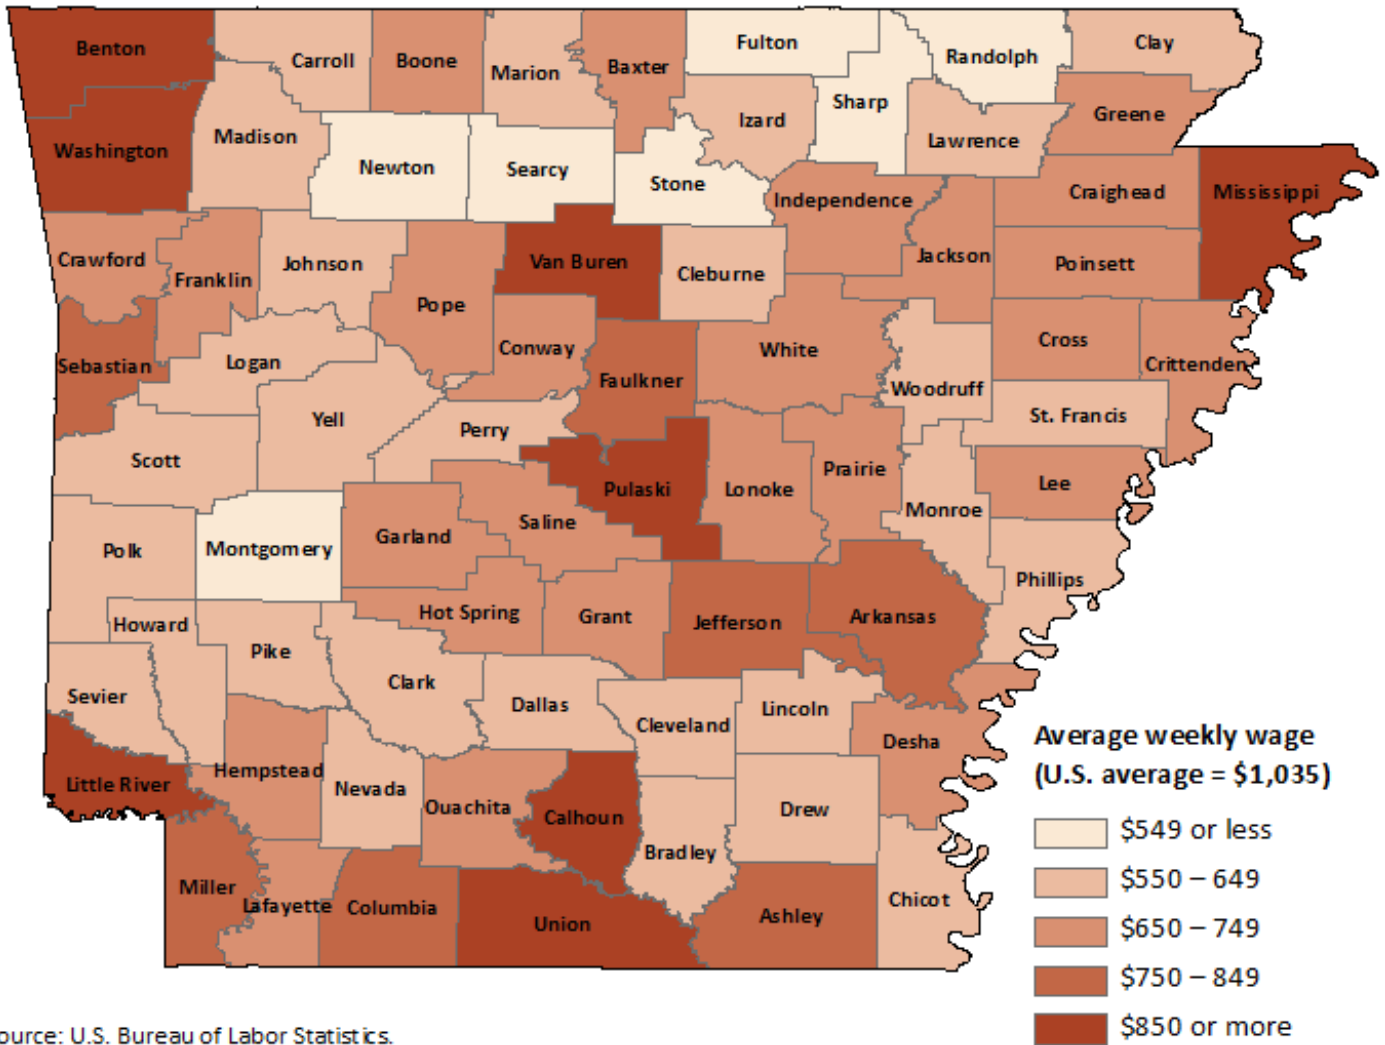 Benton
Carroll
Boone
Marion
Baxter
Fulton
Randolph
Clay
Sharp
Izard
Greene
Lawrence
Washington
Madison
Newton
Searcy
Stone
Independence
Craighead
Mississippi
Crawford
Franklin
Johnson
Pope
Van Buren
Cleburne
Jackson
Poinsett
Sebastian
Logan
Conway
Faulkner
White
Woodruff
Cross
Crittenden
Yell
Perry
St. Francis
Scott
Pulaski
Lonoke
Prairie
Lee
Monroe
Polk
Montgomery
Garland
Saline
Phillips
Howard
Pike
Hot Spring
Grant
Jefferson
Arkansas
Sevier
Clark
Dallas
Cleveland
Lincoln
Desha
Little River
Hempstead
Nevada
Ouachita
Calhoun
Bradley
Drew
Miller
Lafayette
Columbia
Union
Ashley
Chicot
Average weekly wage
(U.S. average = $1,035)
$549 or less
$550 – 649
$650 – 749
$750 – 849
$850 or more
ource: U.S. Bureau of Labor Statistics.